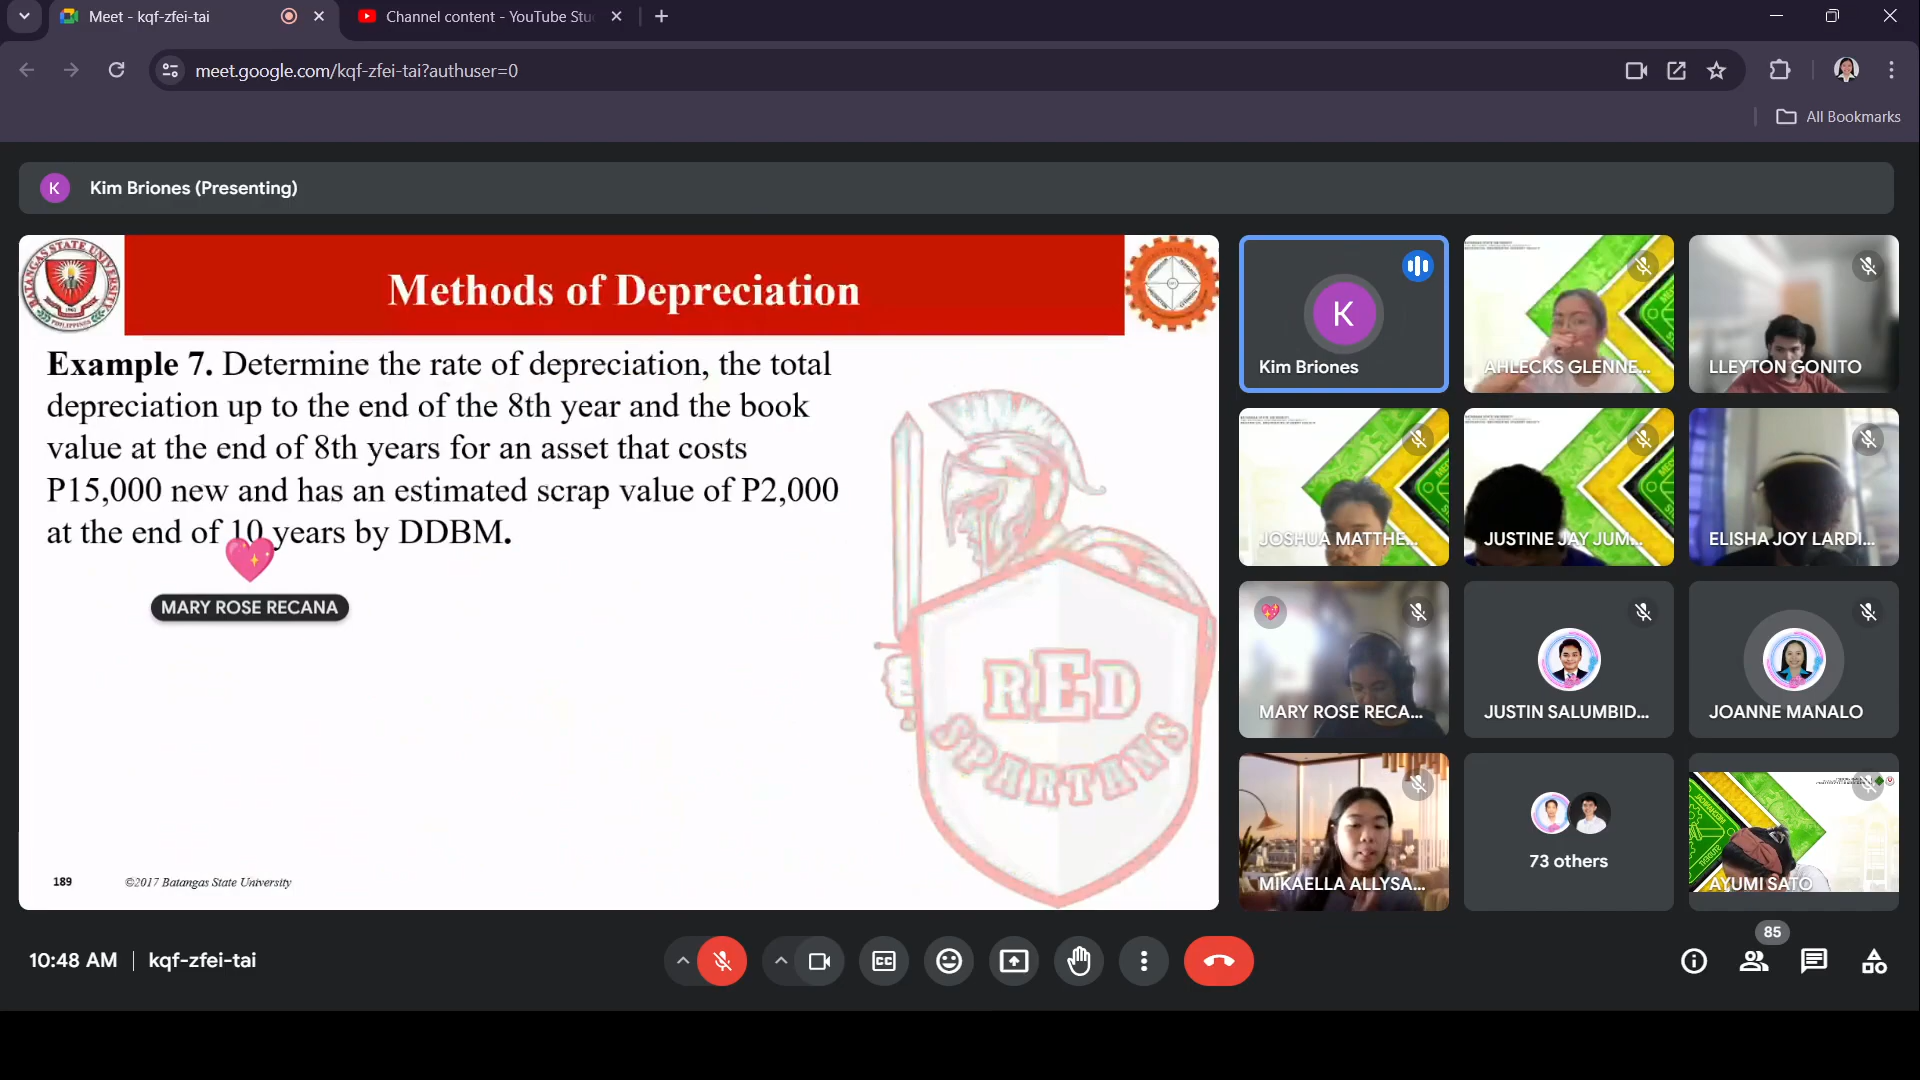 Meet - kqf-zfei-tai
Channel content - YouTube Stu
meet.google.com/kqf-zfei-tai?authuser=0
All Bookmarks
K
Kim Briones (Presenting)
BATANGAS STATE UNIVERSITY
PHILIPPINES
Methods of Depreciation
Example 7. Determine the rate of depreciation, the total
depreciation up to the end of the 8th year and the book
value at the end of 8th years for an asset that costs
P15,000 new and has an estimated scrap value of P2,000
at the end of 10 years by DDBM.
MARY ROSE RECANA
RED
SPARTANS
189
©2017 Batangas State University
K
Kim Briones
AHLECKS GLENNE...
LLEYTON GONITO
JOSHUA MATTHE...
JUSTINE JAY JUM...
ELISHA JOY LARDI...
MARY ROSE RECA...
JUSTIN SALUMBID...
JOANNE MANALO
MIKAELLA ALLYSA...
73 others
AYUMI SATO
10:48 AM
kqf-zfei-tai
CC
85